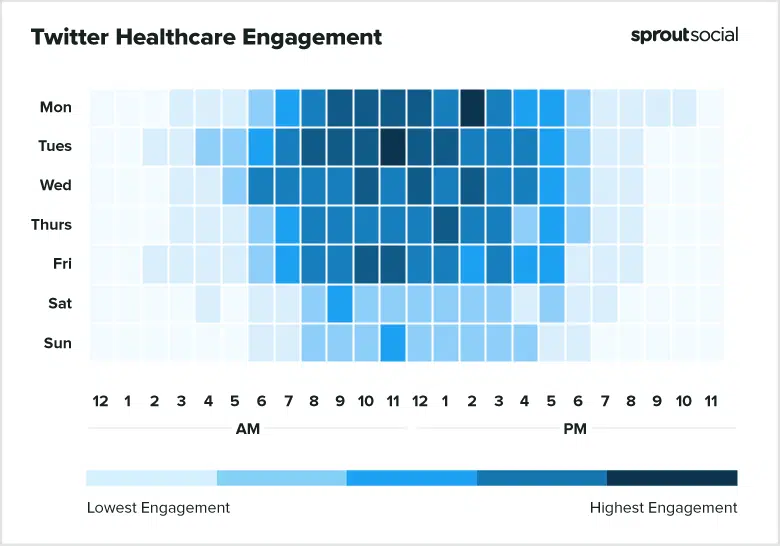 Twitter Healthcare Engagement
sproutsocial
Mon
Tues
Wed
Thurs
Fri
Sat
Sun
12 1 2 3 4 5 6 7 8 9 10 11 12 1 2 3 4 5 6 7 8 9 10 11
AM PM
Lowest Engagement Highest Engagement